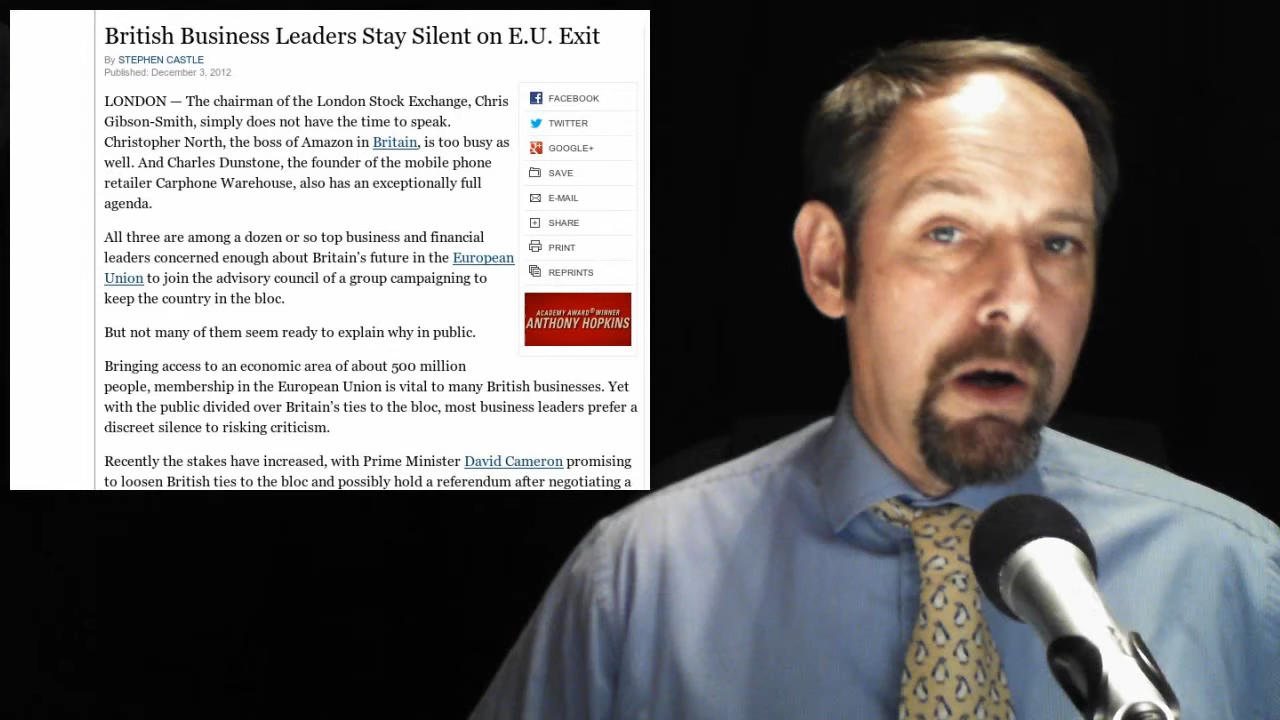 British Business Leaders Stay Silent on E.U. Exit
By STEPHEN CASTLE
Published: December 3, 2012
LONDON — The chairman of the London Stock Exchange, Chris
Gibson-Smith, simply does not have the time to speak.
Christopher North, the boss of Amazon in Britain, is too busy as
well. And Charles Dunstone, the founder of the mobile phone
retailer Carphone Warehouse, also has an exceptionally full
agenda.
All three are among a dozen or so top business and financial
leaders concerned enough about Britain's future in the European
Union to join the advisory council of a group campaigning to
keep the country in the bloc.
But not many of them seem ready to explain why in public.
Bringing access to an economic area of about 500 million
people, membership in the European Union is vital to many British businesses. Yet
with the public divided over Britain's ties to the bloc, most business leaders prefer a
discreet silence to risking criticism.
Recently the stakes have increased, with Prime Minister David Cameron promising
to loosen British ties to the bloc and possibly hold a referendum after negotiating a
FACEBOOK
TWITTER
GOOGLE+
SAVE
E-MAIL
SHARE
PRINT
REPRINTS
ACADEMY AWARD® WINNER
ANTHONY HOPKINS